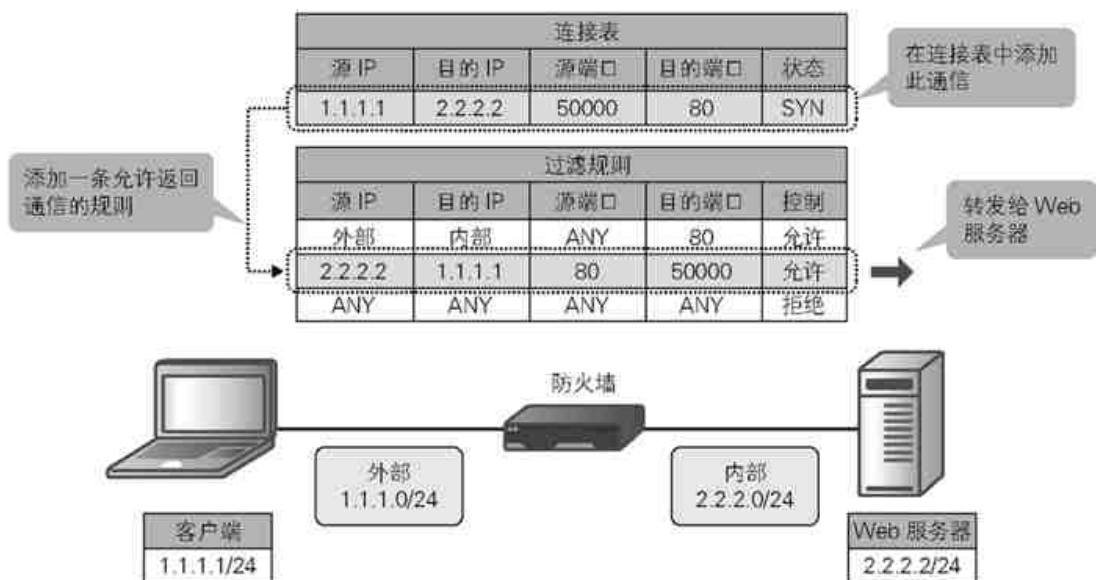 连接表
源 IP 目的 IP 源端口 目的端口 状态
1.1.1.1 2.2.2.2 50000 80 SYN
在连接表中添加
此通信
过滤规则
源 IP 目的 IP 源端口 目的端口 控制
外部 内部 ANY 80 允许
2.2.2.2 1.1.1.1 80 50000 允许
ANY ANY ANY ANY 拒绝
添加一条允许返回
通信的规则
转发给 Web
服务器
防火墙
外部
1.1.1.0/24
内部
2.2.2.0/24
客户端
1.1.1.1/24
Web 服务器
2.2.2.2/24